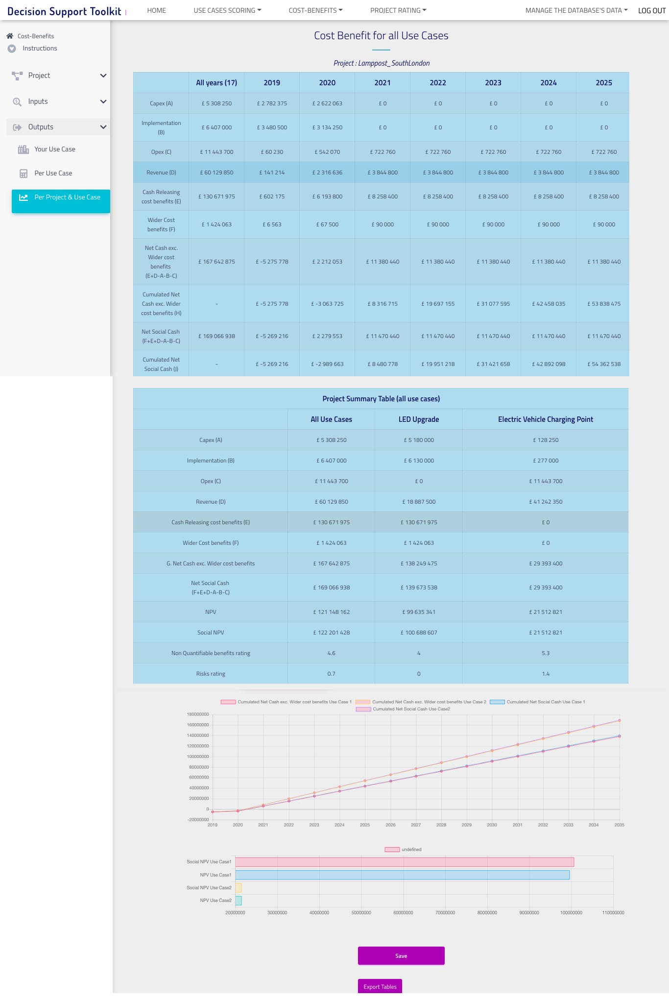 Decision Support Toolkit | HOME USE CASES SCORING COST-BENEFITS PROJECT RATING MANAGE THE DATABASE'S DATA LOG OUT
Cost-Benefits
Instructions
Project
Inputs
Outputs
Your Use Case
Per Use Case
Per Project & Use Case
Cost Benefit for all Use Cases
Project : Lamppost_SouthLondon
All years (17) 2019 2020 2021 2022 2023 2024 2025
Capex (A) £ 5 308 250 £ 2 782 375 £ 2 622 063 £ 0 £ 0 £ 0 £ 0 £ 0
Implementation
(B) £ 6 407 000 £ 3 480 500 £ 3 134 250 £ 0 £ 0 £ 0 £ 0 £ 0
Opex (C) £ 11 443 700 £ 60 230 £ 542 070 £ 722 760 £ 722 760 £ 722 760 £ 722 760 £ 722 760
Revenue (D) £ 60 129 850 £ 141 214 £ 2 316 636 £ 3 844 800 £ 3 844 800 £ 3 844 800 £ 3 844 800 £ 3 844 800
Cash Releasing
cost benefits (E) £ 130 671 975 £ 602 175 £ 6 193 800 £ 8 258 400 £ 8 258 400 £ 8 258 400 £ 8 258 400 £ 8 258 400
Wider Cost
benefits (F) £ 1 424 063 £ 6 563 £ 67 500 £ 90 000 £ 90 000 £ 90 000 £ 90 000 £ 90 000
Net Cash exc.
Wider cost
benefits
(E+D-A-B-C) £ 167 642 875 £ -5 275 778 £ 2 212 053 £ 11 380 440 £ 11 380 440 £ 11 380 440 £ 11 380 440 £ 11 380 440
Cumulated Net
Cash exc. Wider
cost benefits (H) - £ -5 275 778 £ -3 063 725 £ 8 316 715 £ 19 697 155 £ 31 077 595 £ 42 458 035 £ 53 838 475
Net Social Cash
(F+E+D-A-B-C) £ 169 066 938 £ -5 269 216 £ 2 279 553 £ 11 470 440 £ 11 470 440 £ 11 470 440 £ 11 470 440 £ 11 470 440
Cumulated Net
Social Cash (J) - £ -5 269 216 £ -2 989 663 £ 8 480 778 £ 19 951 218 £ 31 421 658 £ 42 892 098 £ 54 362 538
Project Summary Table (all use cases)
All Use Cases LED Upgrade Electric Vehicle Charging Point
Capex (A) £ 5 308 250 £ 5 180 000 £ 128 250
Implementation (B) £ 6 407 000 £ 6 130 000 £ 277 000
Opex (C) £ 11 443 700 £ 0 £ 11 443 700
Revenue (D) £ 60 129 850 £ 18 887 500 £ 41 242 350
Cash Releasing cost benefits (E) £ 130 671 975 £ 130 671 975 £ 0
Wider Cost benefits (F) £ 1 424 063 £ 1 424 063 £ 0
G. Net Cash exc. Wider cost benefits £ 167 642 875 £ 138 249 475 £ 29 393 400
Net Social Cash
(F+E+D-A-B-C) £ 169 066 938 £ 139 673 538 £ 29 393 400
NPV £ 121 148 162 £ 99 635 341 £ 21 512 821
Social NPV £ 122 201 428 £ 100 688 607 £ 21 512 821
Non Quantifiable benefits rating 4.6 4 5.3
Risks rating 0.7 0 1.4
Cumulated Net Cash exc. Wider cost benefits Use Case 1 Cumulated Net Cash exc. Wider cost benefits Use Case 2 Cumulated Net Social Cash Use Case 1
Cumulated Net Social Cash Use Case2
180000000
160000000
140000000
120000000
100000000
80000000
60000000
40000000
20000000
0
-20000000
2019 2020 2021 2022 2023 2024 2025 2026 2027 2028 2029 2030 2031 2032 2033 2034 2035
undefined
Social NPV Use Case1
NPV Use Case1
Social NPV Use Case2
NPV Use Case2
20000000 30000000 40000000 50000000 60000000 70000000 80000000 90000000 100000000 110000000
Save
Export Tables